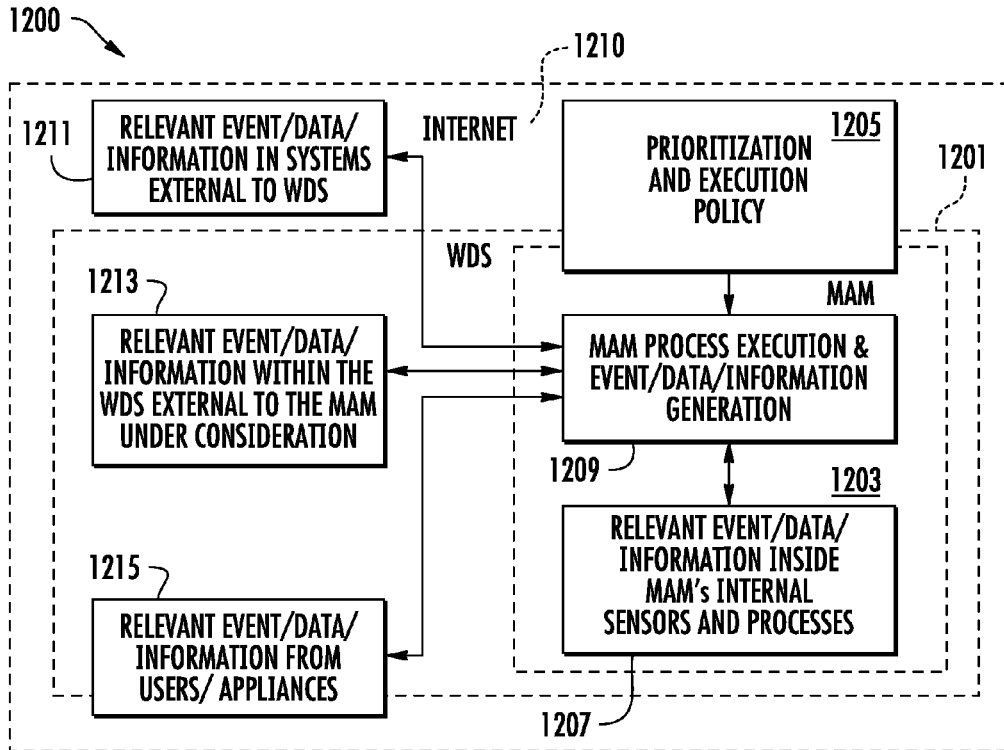 1200
1210
1211
RELEVANT EVENT/DATA/
INFORMATION IN SYSTEMS
EXTERNAL TO WDS
INTERNET
1205
PRIORITIZATION
AND EXECUTION
POLICY
1201
WDS
MAM
1213
RELEVANT EVENT/DATA/
INFORMATION WITHIN THE
WDS EXTERNAL TO THE MAM
UNDER CONSIDERATION
MAM PROCESS EXECUTION &
EVENT/DATA/INFORMATION
GENERATION
1209
1203
RELEVANT EVENT/DATA/
INFORMATION INSIDE
MAM's INTERNAL
SENSORS AND PROCESSES
1207
1215
RELEVANT EVENT/DATA/
INFORMATION FROM
USERS/ APPLIANCES